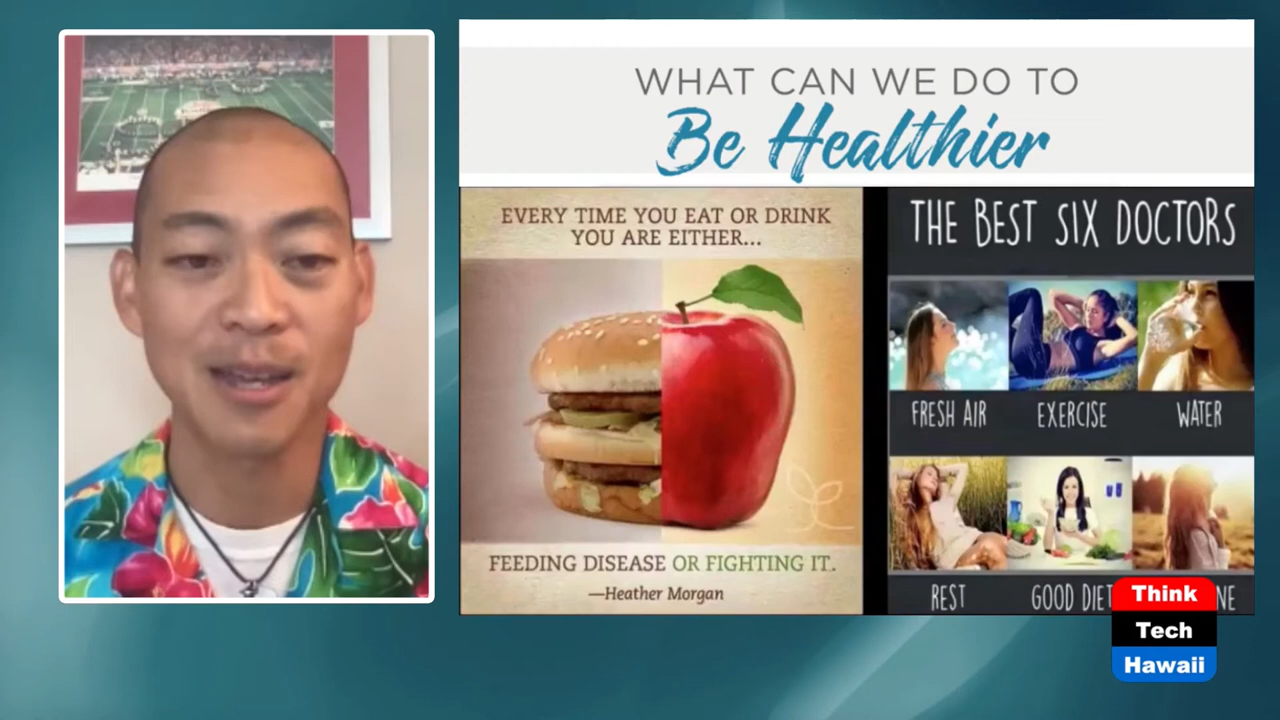 WHAT CAN WE DO TO
Be Healthier
EVERY TIME YOU EAT OR DRINK
YOU ARE EITHER...
FEEDING DISEASE OR FIGHTING IT.
—Heather Morgan
THE BEST SIX DOCTORS
FRESH AIR
EXERCISE
WATER
REST
GOOD DIET
Think
Tech
Hawaii